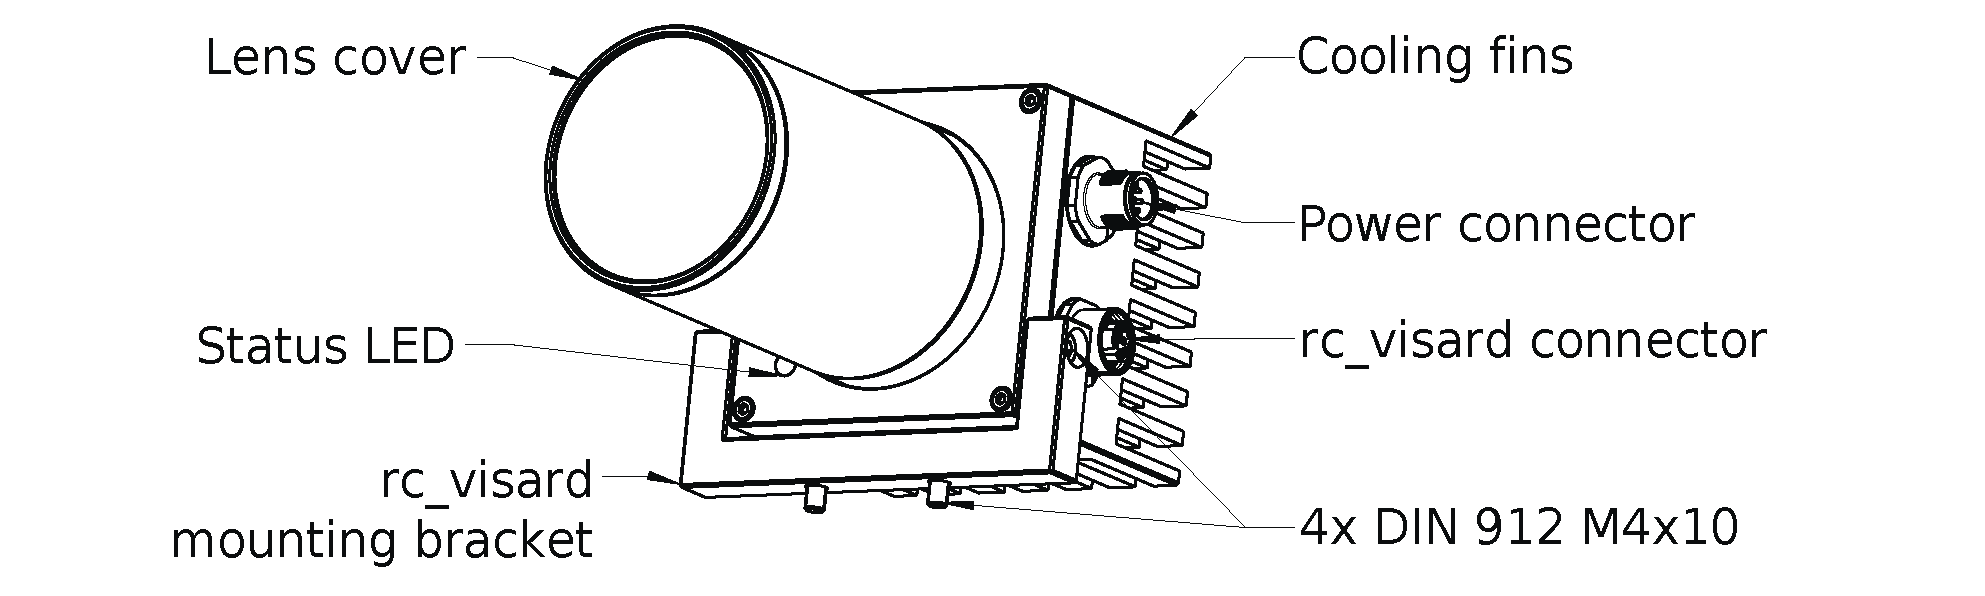 Lens cover
Cooling fins
Power connector
Status LED
rc_visard connector
rc_visard
mounting bracket
4x DIN 912 M4x10